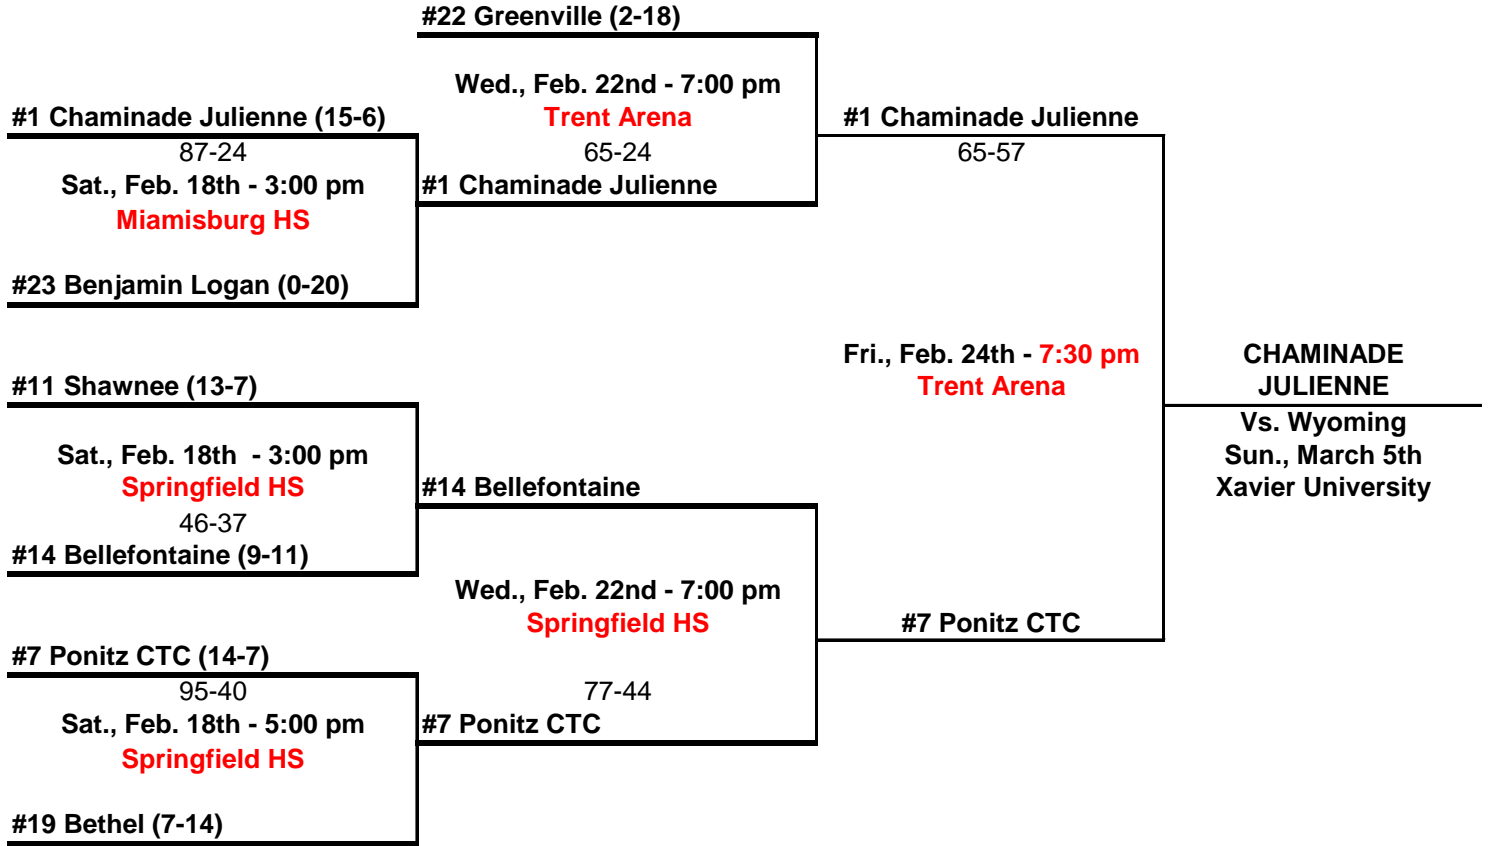 #22 Greenville (2-18)
Wed., Feb. 22nd - 7:00 pm
Trent Arena
65-24
#1 Chaminade Julienne
#1 Chaminade Julienne (15-6)
87-24
Sat., Feb. 18th - 3:00 pm
Miamisburg HS
#23 Benjamin Logan (0-20)
#1 Chaminade Julienne
65-57
Fri., Feb. 24th - 7:30 pm
Trent Arena
CHAMINADE
JULIENNE
Vs. Wyoming
Sun., March 5th
Xavier University
#11 Shawnee (13-7)
Sat., Feb. 18th - 3:00 pm
Springfield HS
46-37
#14 Bellefontaine (9-11)
#14 Bellefontaine
Wed., Feb. 22nd - 7:00 pm
Springfield HS
77-44
#7 Ponitz CTC
#7 Ponitz CTC
#7 Ponitz CTC (14-7)
95-40
Sat., Feb. 18th - 5:00 pm
Springfield HS
#19 Bethel (7-14)